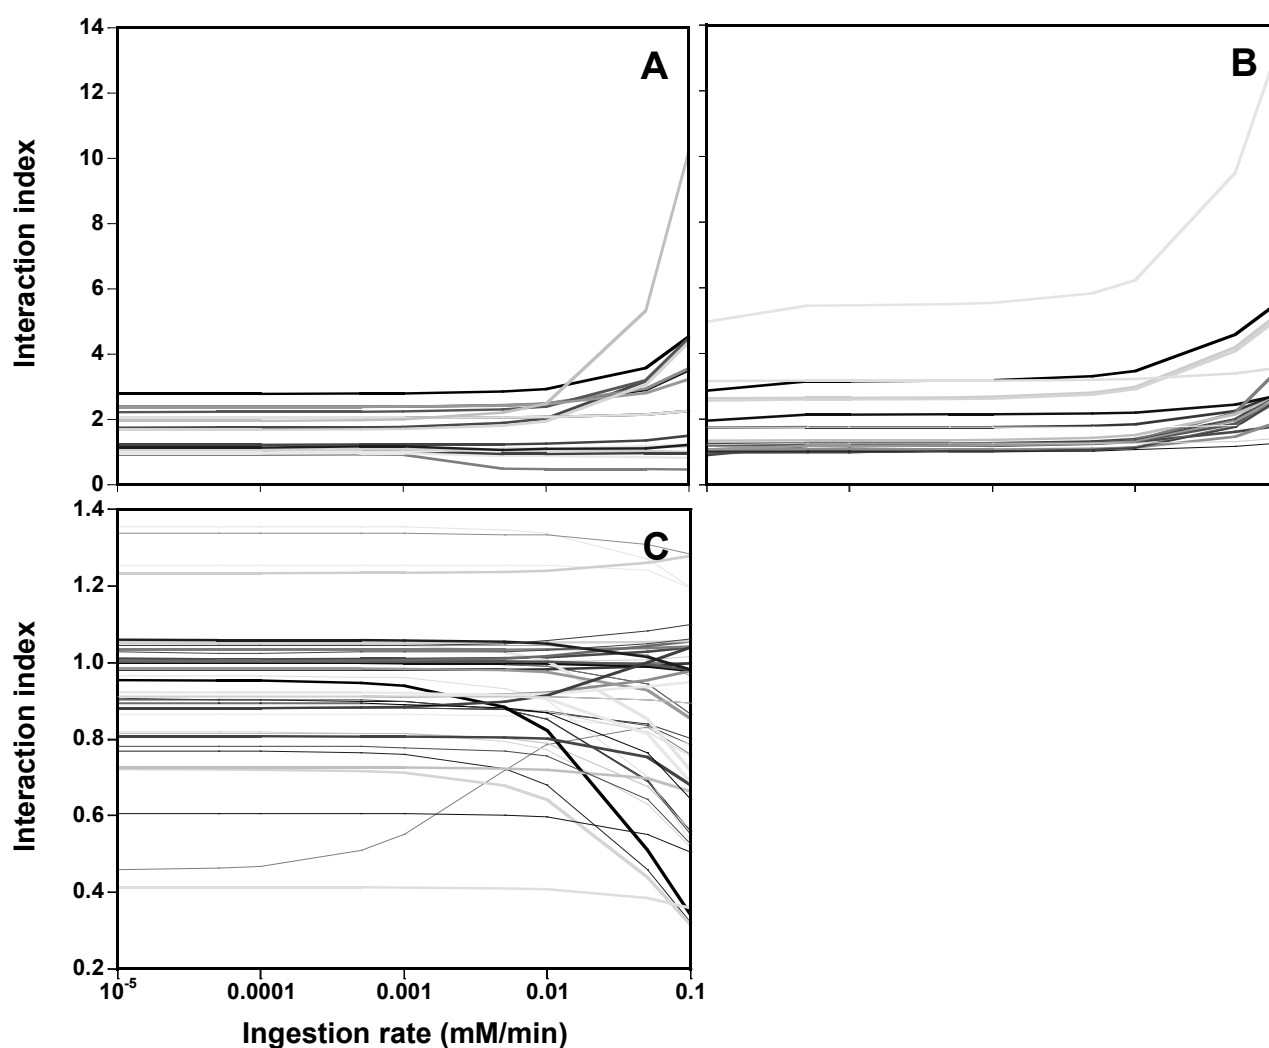 14
12
10
8
6
4
2
0
Interaction index
A
B
1.4
1.2
1.0
0.8
0.6
0.4
0.2
Interaction index
C
10-5 0.0001 0.001 0.01 0.1
Ingestion rate (mM/min)